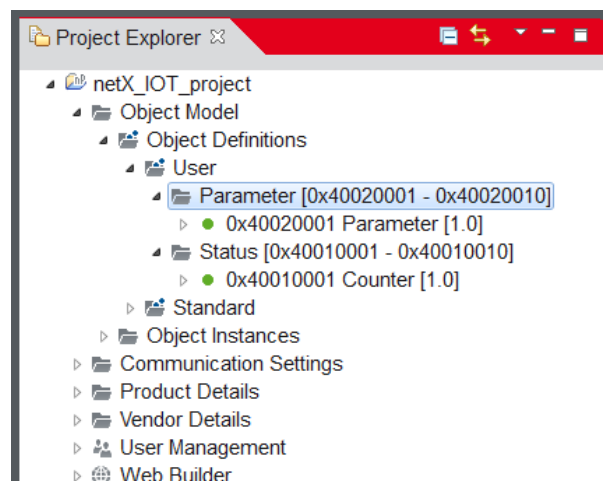 Project Explorer
netX_IOT_project
Object Model
Object Definitions
User
Parameter [0x40020001 - 0x40020010]
0x40020001 Parameter [1.0]
Status [0x40010001 - 0x40010010]
0x40010001 Counter [1.0]
Standard
Object Instances
Communication Settings
Product Details
Vendor Details
User Management
Web Builder